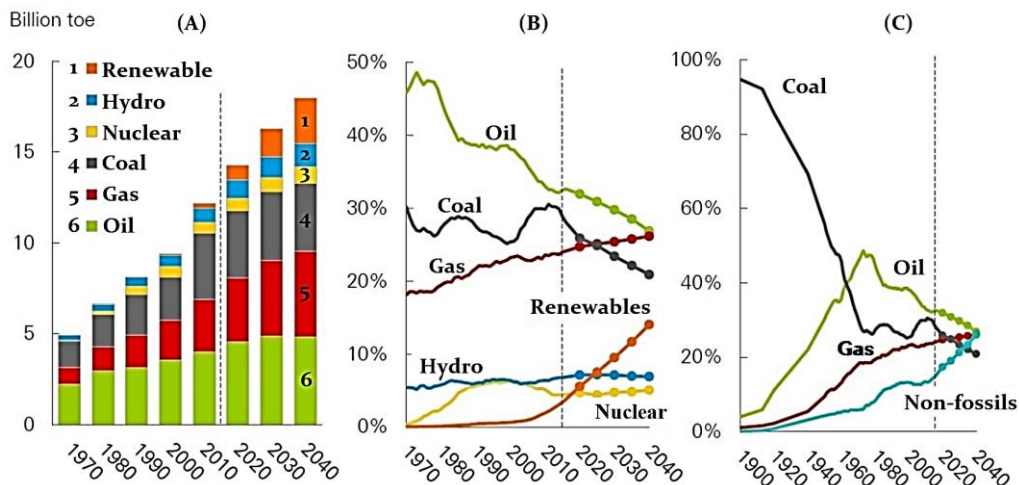 Billion toe
(A)
20
15
10
5
0
1 Renewable
2 Hydro
3 Nuclear
4 Coal
5 Gas
6 Oil
1
2
3
4
5
6
1970
1980
1990
2000
2010
2020
2030
2040
(B)
50%
40%
30%
20%
10%
0%
Oil
Coal
Gas
Renewables
Hydro
Nuclear
1970
1980
1990
2000
2010
2020
2030
2040
(C)
100%
80%
60%
40%
20%
0%
Coal
Oil
Gas
Non-fossils
1900
1920
1940
1960
1980
2000
2020
2040